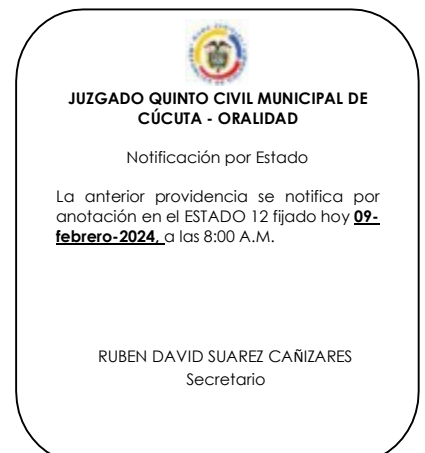 JUZGADO QUINTO CIVIL MUNICIPAL DE
CÚCUTA - ORALIDAD
Notificación por Estado
La anterior providencia se notifica por
anotación en el ESTADO 12 fijado hoy 09-
febrero-2024, a las 8:00 A.M.
RUBEN DAVID SUAREZ CAÑIZARES
Secretario